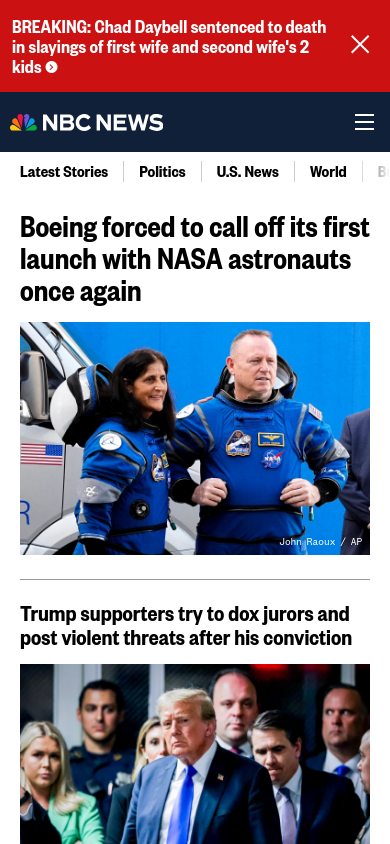 BREAKING: Chad Daybell sentenced to death
in slayings of first wife and second wife's 2
kids
NBC NEWS
Latest Stories
Politics
U.S. News
World
Boeing forced to call off its first
launch with NASA astronauts
once again
NASA
John Raoux / AP
Trump supporters try to dox jurors and
post violent threats after his conviction